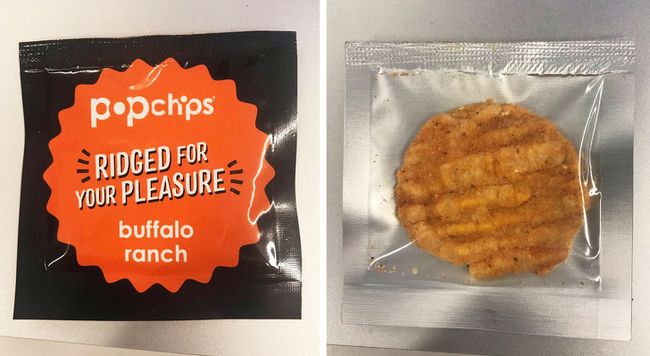 popchips
RIDGED FOR
YOUR PLEASURE
buffalo
ranch